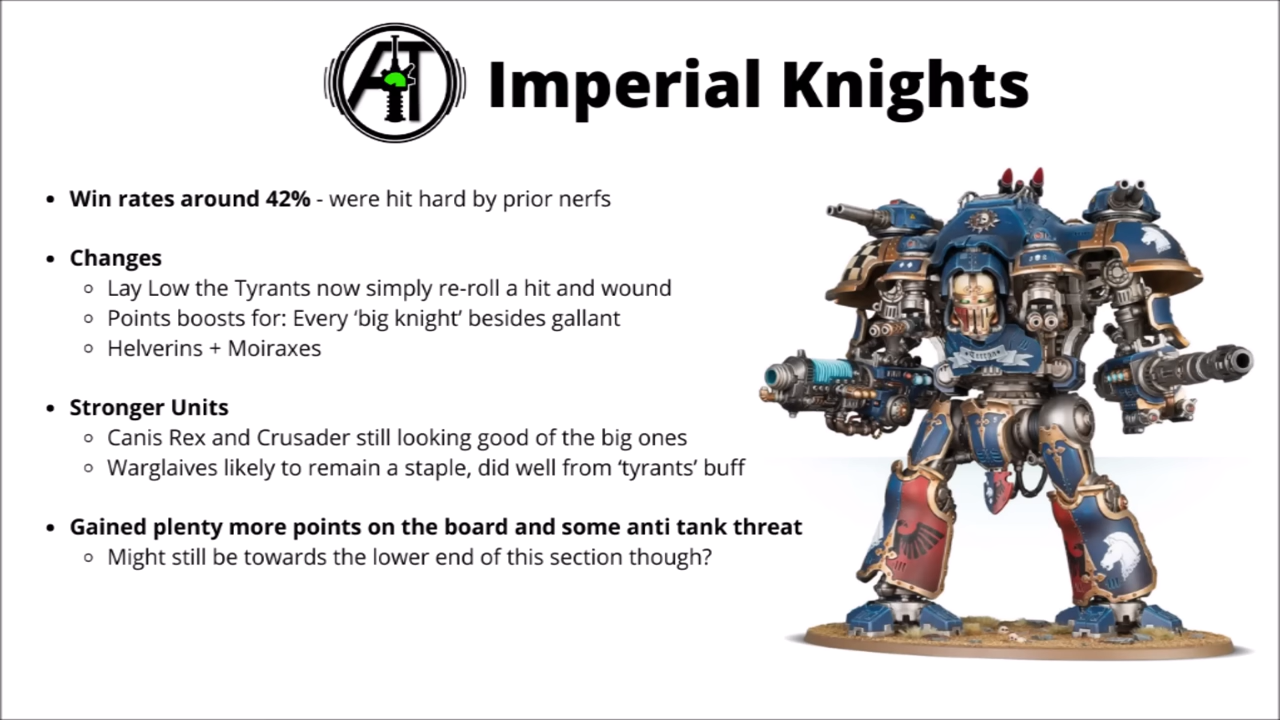 AT
Imperial Knights
• Win rates around 42% - were hit hard by prior nerfs
• Changes
○ Lay Low the Tyrants now simply re-roll a hit and wound
○ Points boosts for: Every ‘big knight’ besides gallant
○ Helverins + Moiraxes
• Stronger Units
○ Canis Rex and Crusader still looking good of the big ones
○ Warglaives likely to remain a staple, did well from ‘tyrants’ buff
• Gained plenty more points on the board and some anti tank threat
○ Might still be towards the lower end of this section though?